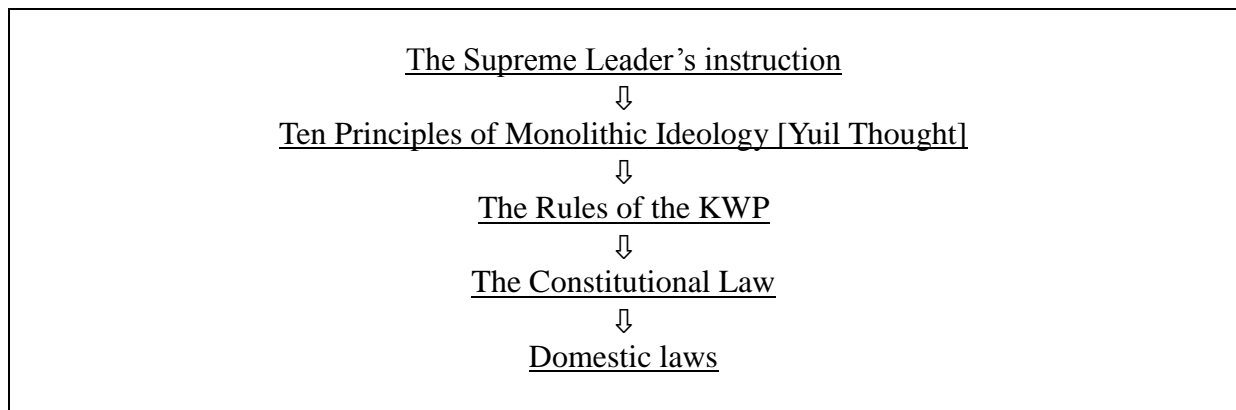 The Supreme Leader’s instruction
⇩
Ten Principles of Monolithic Ideology [Yuil Thought]
⇩
The Rules of the KWP
⇩
The Constitutional Law
⇩
Domestic laws